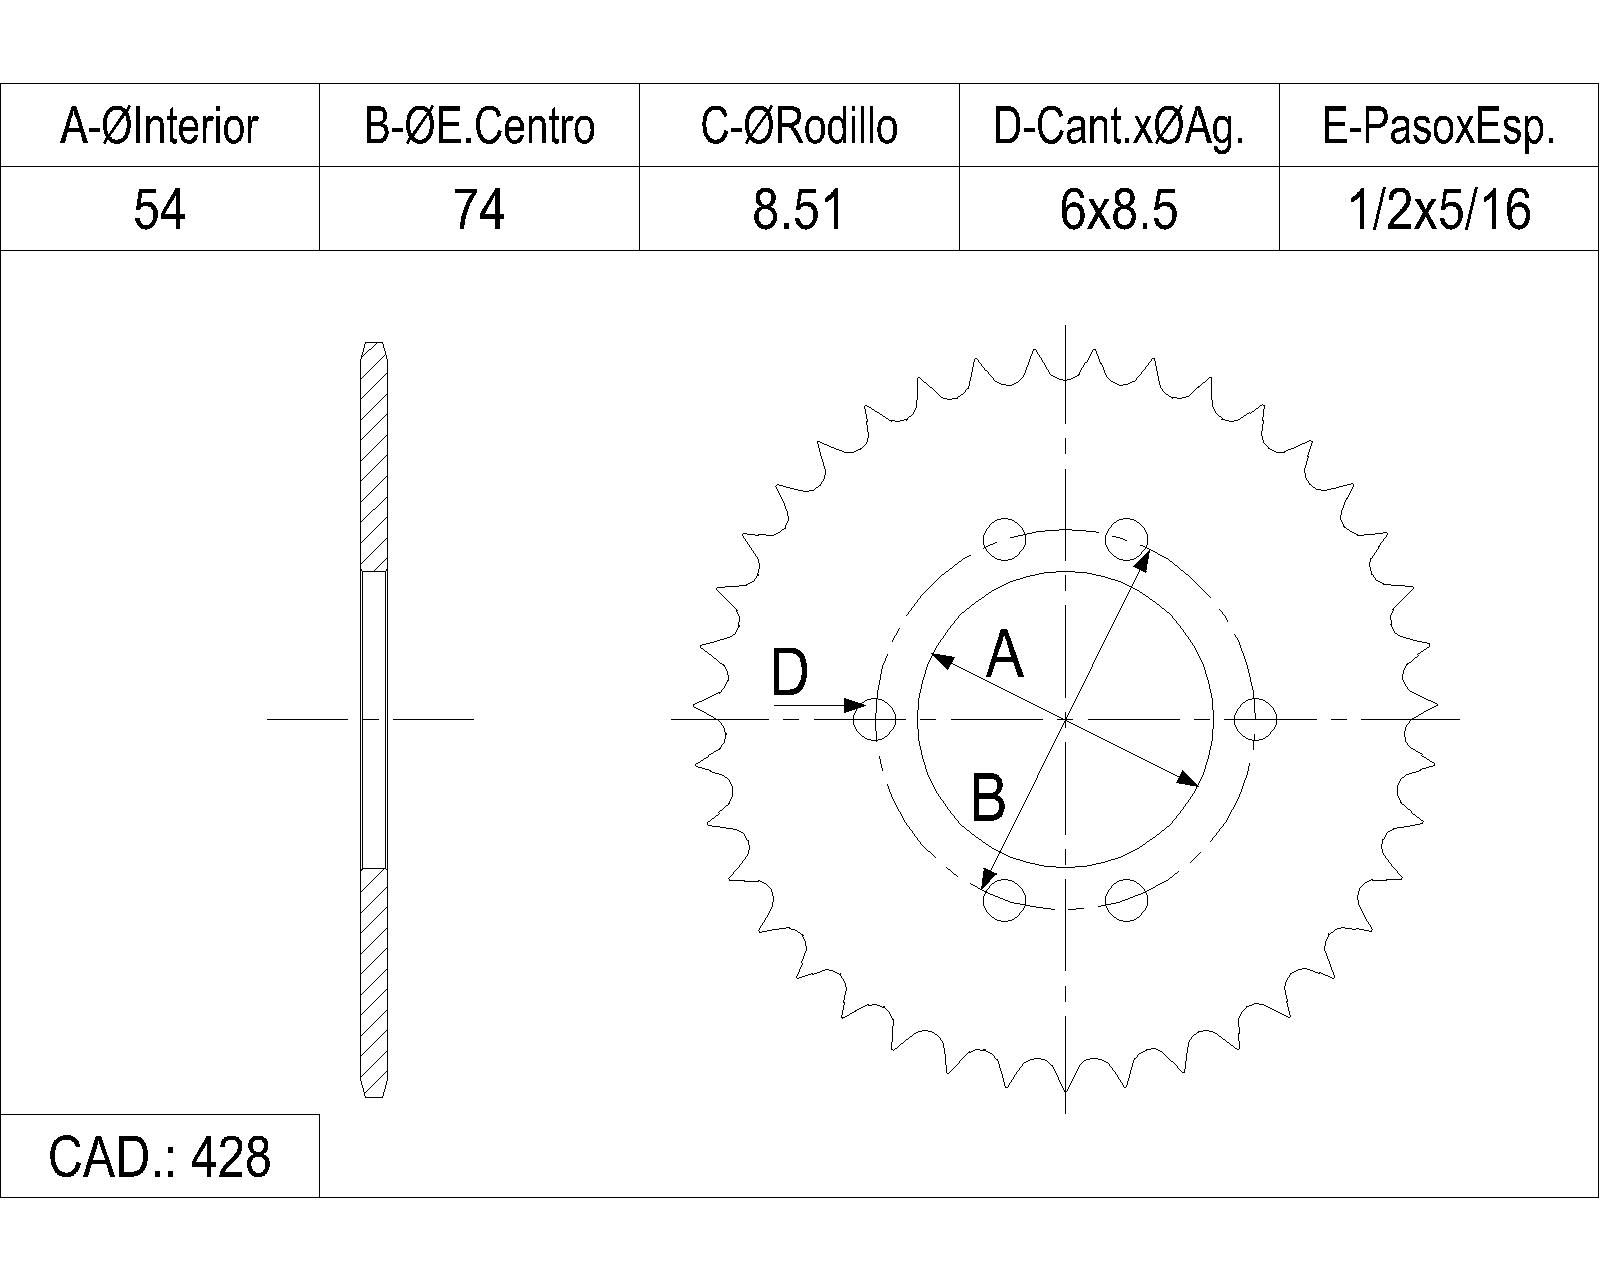 A-ØInterior B-ØE.Centro C-ØRodillo D-Cant.xØAg. E-PasoxEsp.
54 74 8.51 6x8.5 1/2x5/16
A
D
B
CAD.: 428